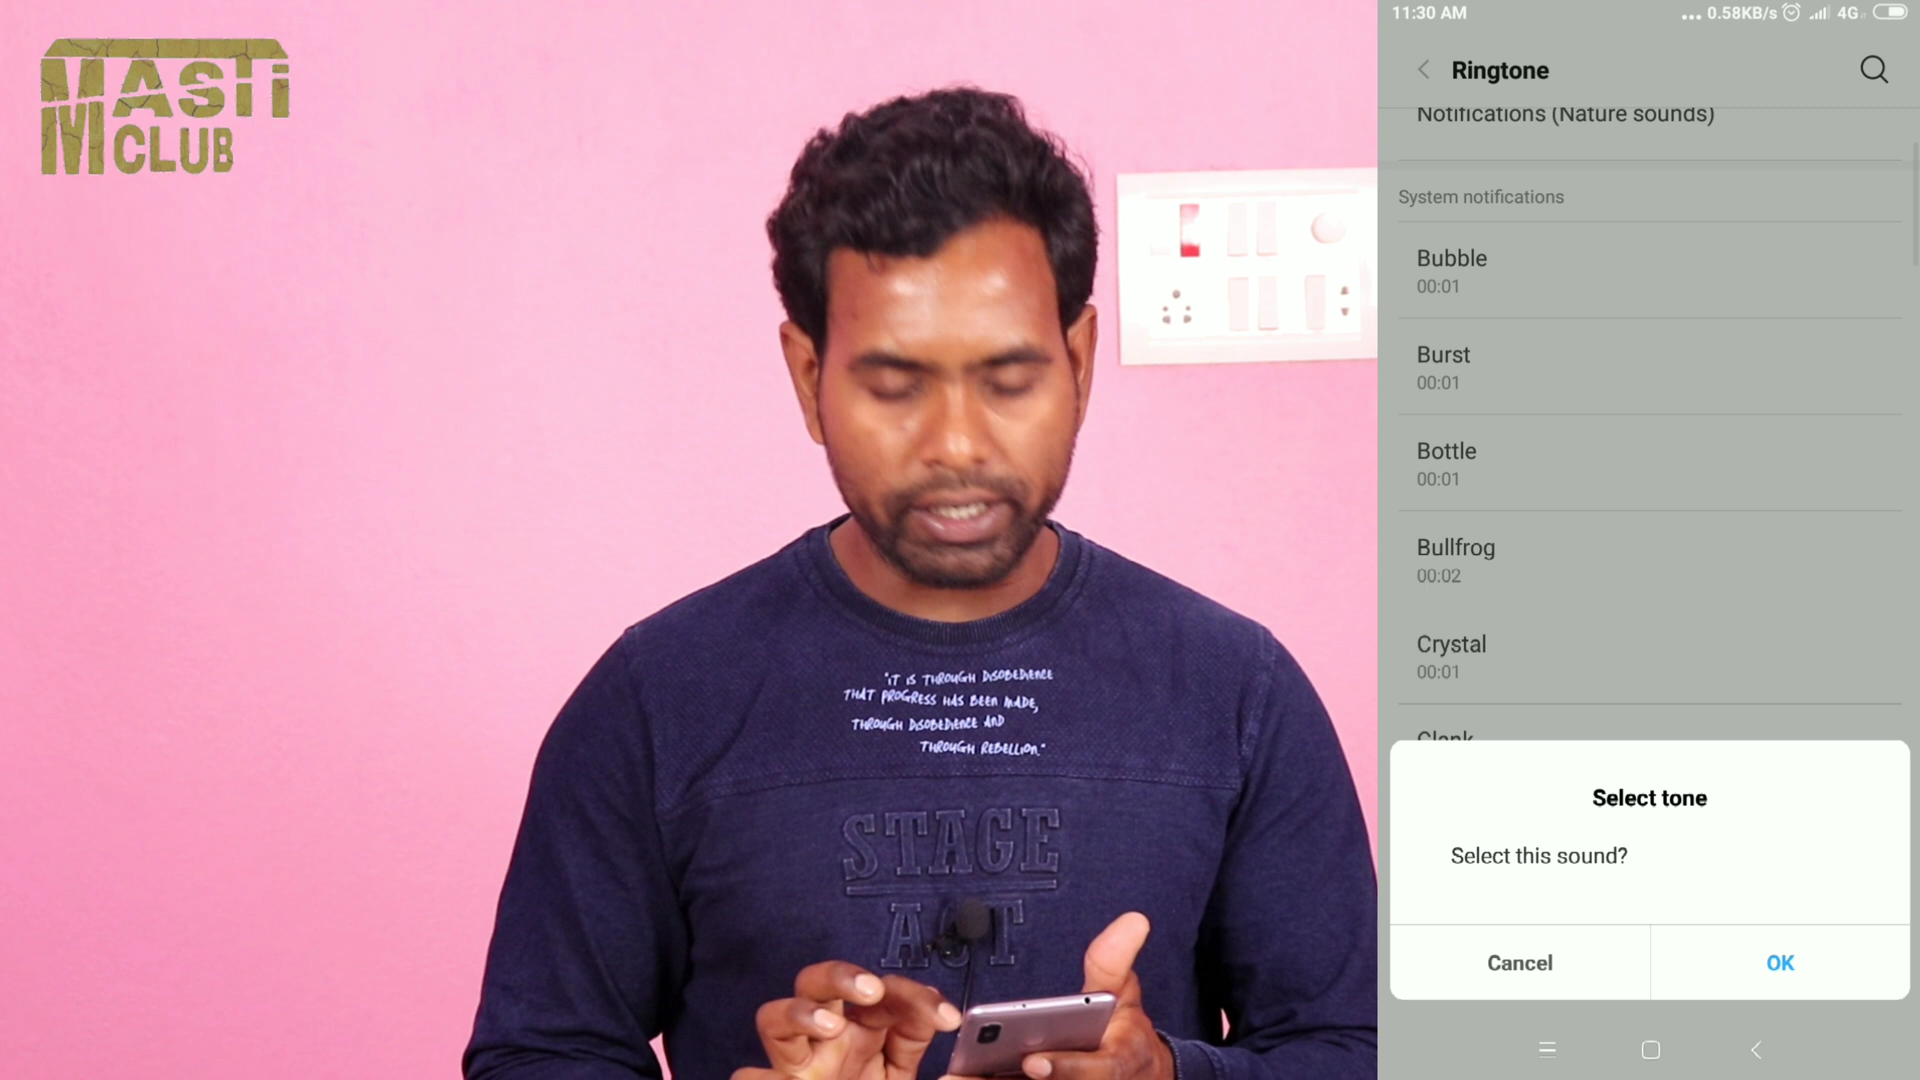 MASTI
CLUB
"IT IS THROUGH DISOBEDIENCE
THAT PROGRESS HAS BEEN MADE,
THROUGH DISOBEDIENCE AND
THROUGH REBELLION."
STAGE
ACT
11:30 AM
... 0.58KB/s 4G
Ringtone
Notifications (Nature sounds)
System notifications
Bubble
00:01
Burst
00:01
Bottle
00:01
Bullfrog
00:02
Crystal
00:01
Clank
Select tone
Select this sound?
Cancel
OK